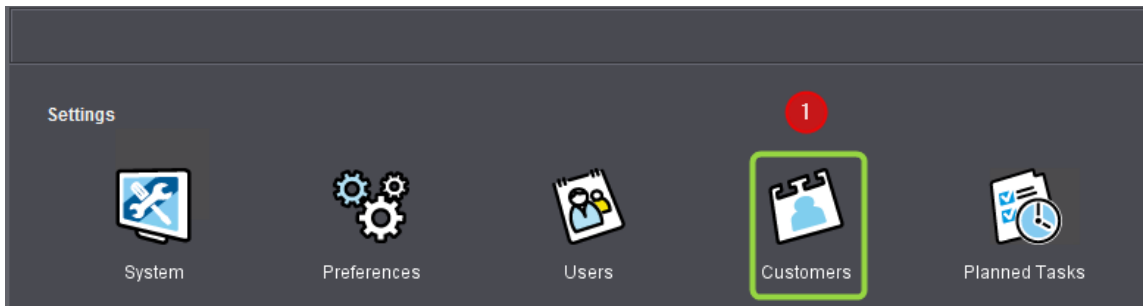 Settings
1
System
Preferences
Users
Customers
Planned Tasks